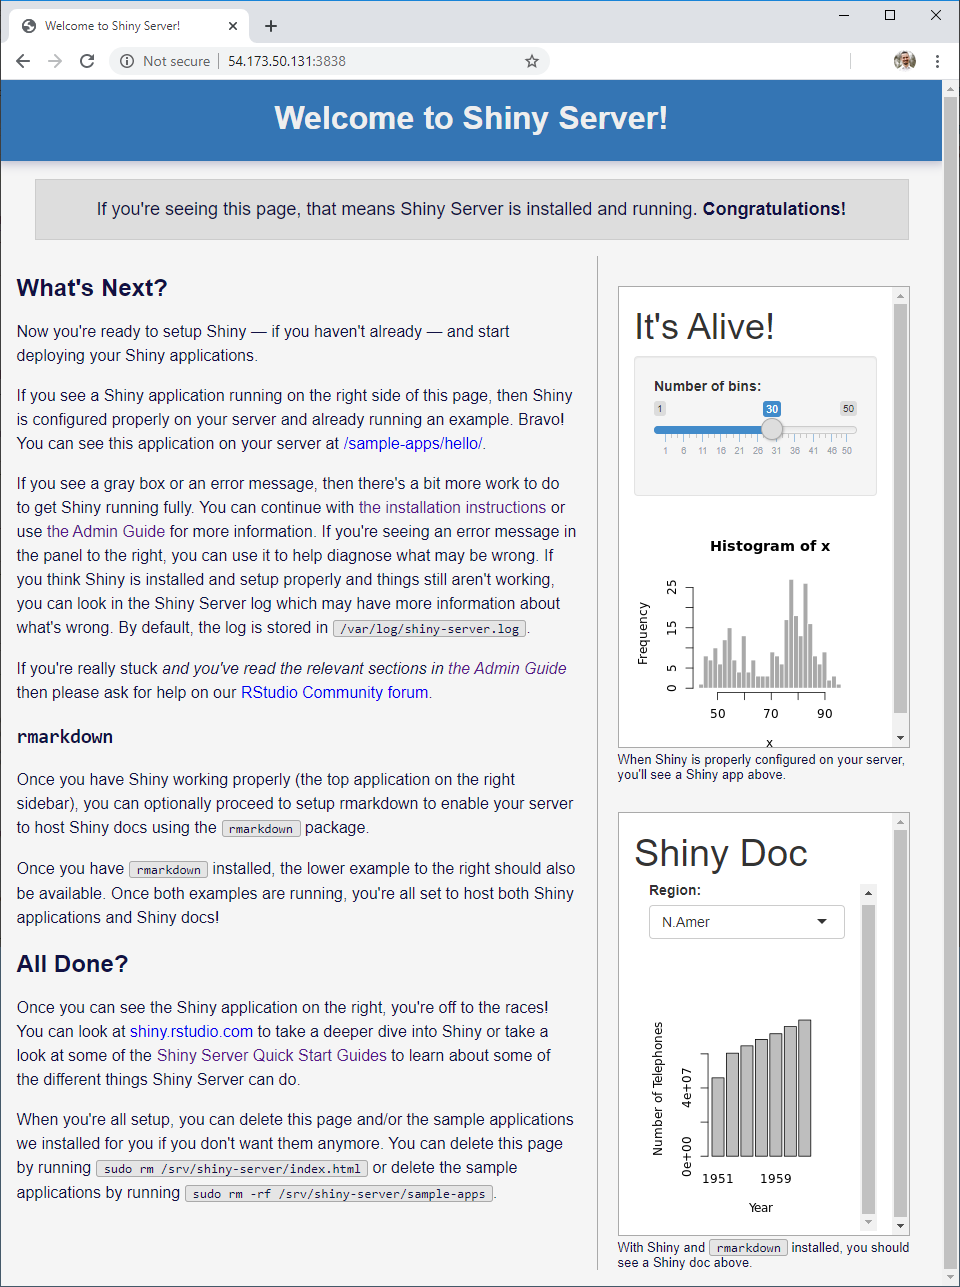 Welcome to Shiny Server!
Not secure | 54.173.50.131:3838
Welcome to Shiny Server!
If you're seeing this page, that means Shiny Server is installed and running. Congratulations!
What's Next?
Now you're ready to setup Shiny — if you haven't already — and start
deploying your Shiny applications.
If you see a Shiny application running on the right side of this page, then Shiny
is configured properly on your server and already running an example. Bravo!
You can see this application on your server at /sample-apps/hello/.
If you see a gray box or an error message, then there's a bit more work to do
to get Shiny running fully. You can continue with the installation instructions or
use the Admin Guide for more information. If you're seeing an error message in
the panel to the right, you can use it to help diagnose what may be wrong. If
you think Shiny is installed and setup properly and things still aren't working,
you can look in the Shiny Server log which may have more information about
what's wrong. By default, the log is stored in /var/log/shiny-server.log.
If you're really stuck and you've read the relevant sections in the Admin Guide
then please ask for help on our RStudio Community forum.
rmarkdown
Once you have Shiny working properly (the top application on the right
sidebar), you can optionally proceed to setup rmarkdown to enable your server
to host Shiny docs using the rmarkdown package.
Once you have rmarkdown installed, the lower example to the right should also
be available. Once both examples are running, you're all set to host both Shiny
applications and Shiny docs!
All Done?
Once you can see the Shiny application on the right, you're off to the races!
You can look at shiny.rstudio.com to take a deeper dive into Shiny or take a
look at some of the Shiny Server Quick Start Guides to learn about some of
the different things Shiny Server can do.
When you're all setup, you can delete this page and/or the sample applications
we installed for you if you don't want them anymore. You can delete this page
by running sudo rm /srv/shiny-server/index.html or delete the sample
applications by running sudo rm -rf /srv/shiny-server/sample-apps.
It's Alive!
Number of bins:
1 30 50
1 6 11 16 21 26 31 36 41 46 50
Histogram of x
Frequency
0 5 15 25
50 70 90
x
When Shiny is properly configured on your server,
you'll see a Shiny app above.
Shiny Doc
Region:
N.Amer
Number of Telephones
0e+00 4e+07
1951 1959
Year
With Shiny and rmarkdown installed, you should
see a Shiny doc above.